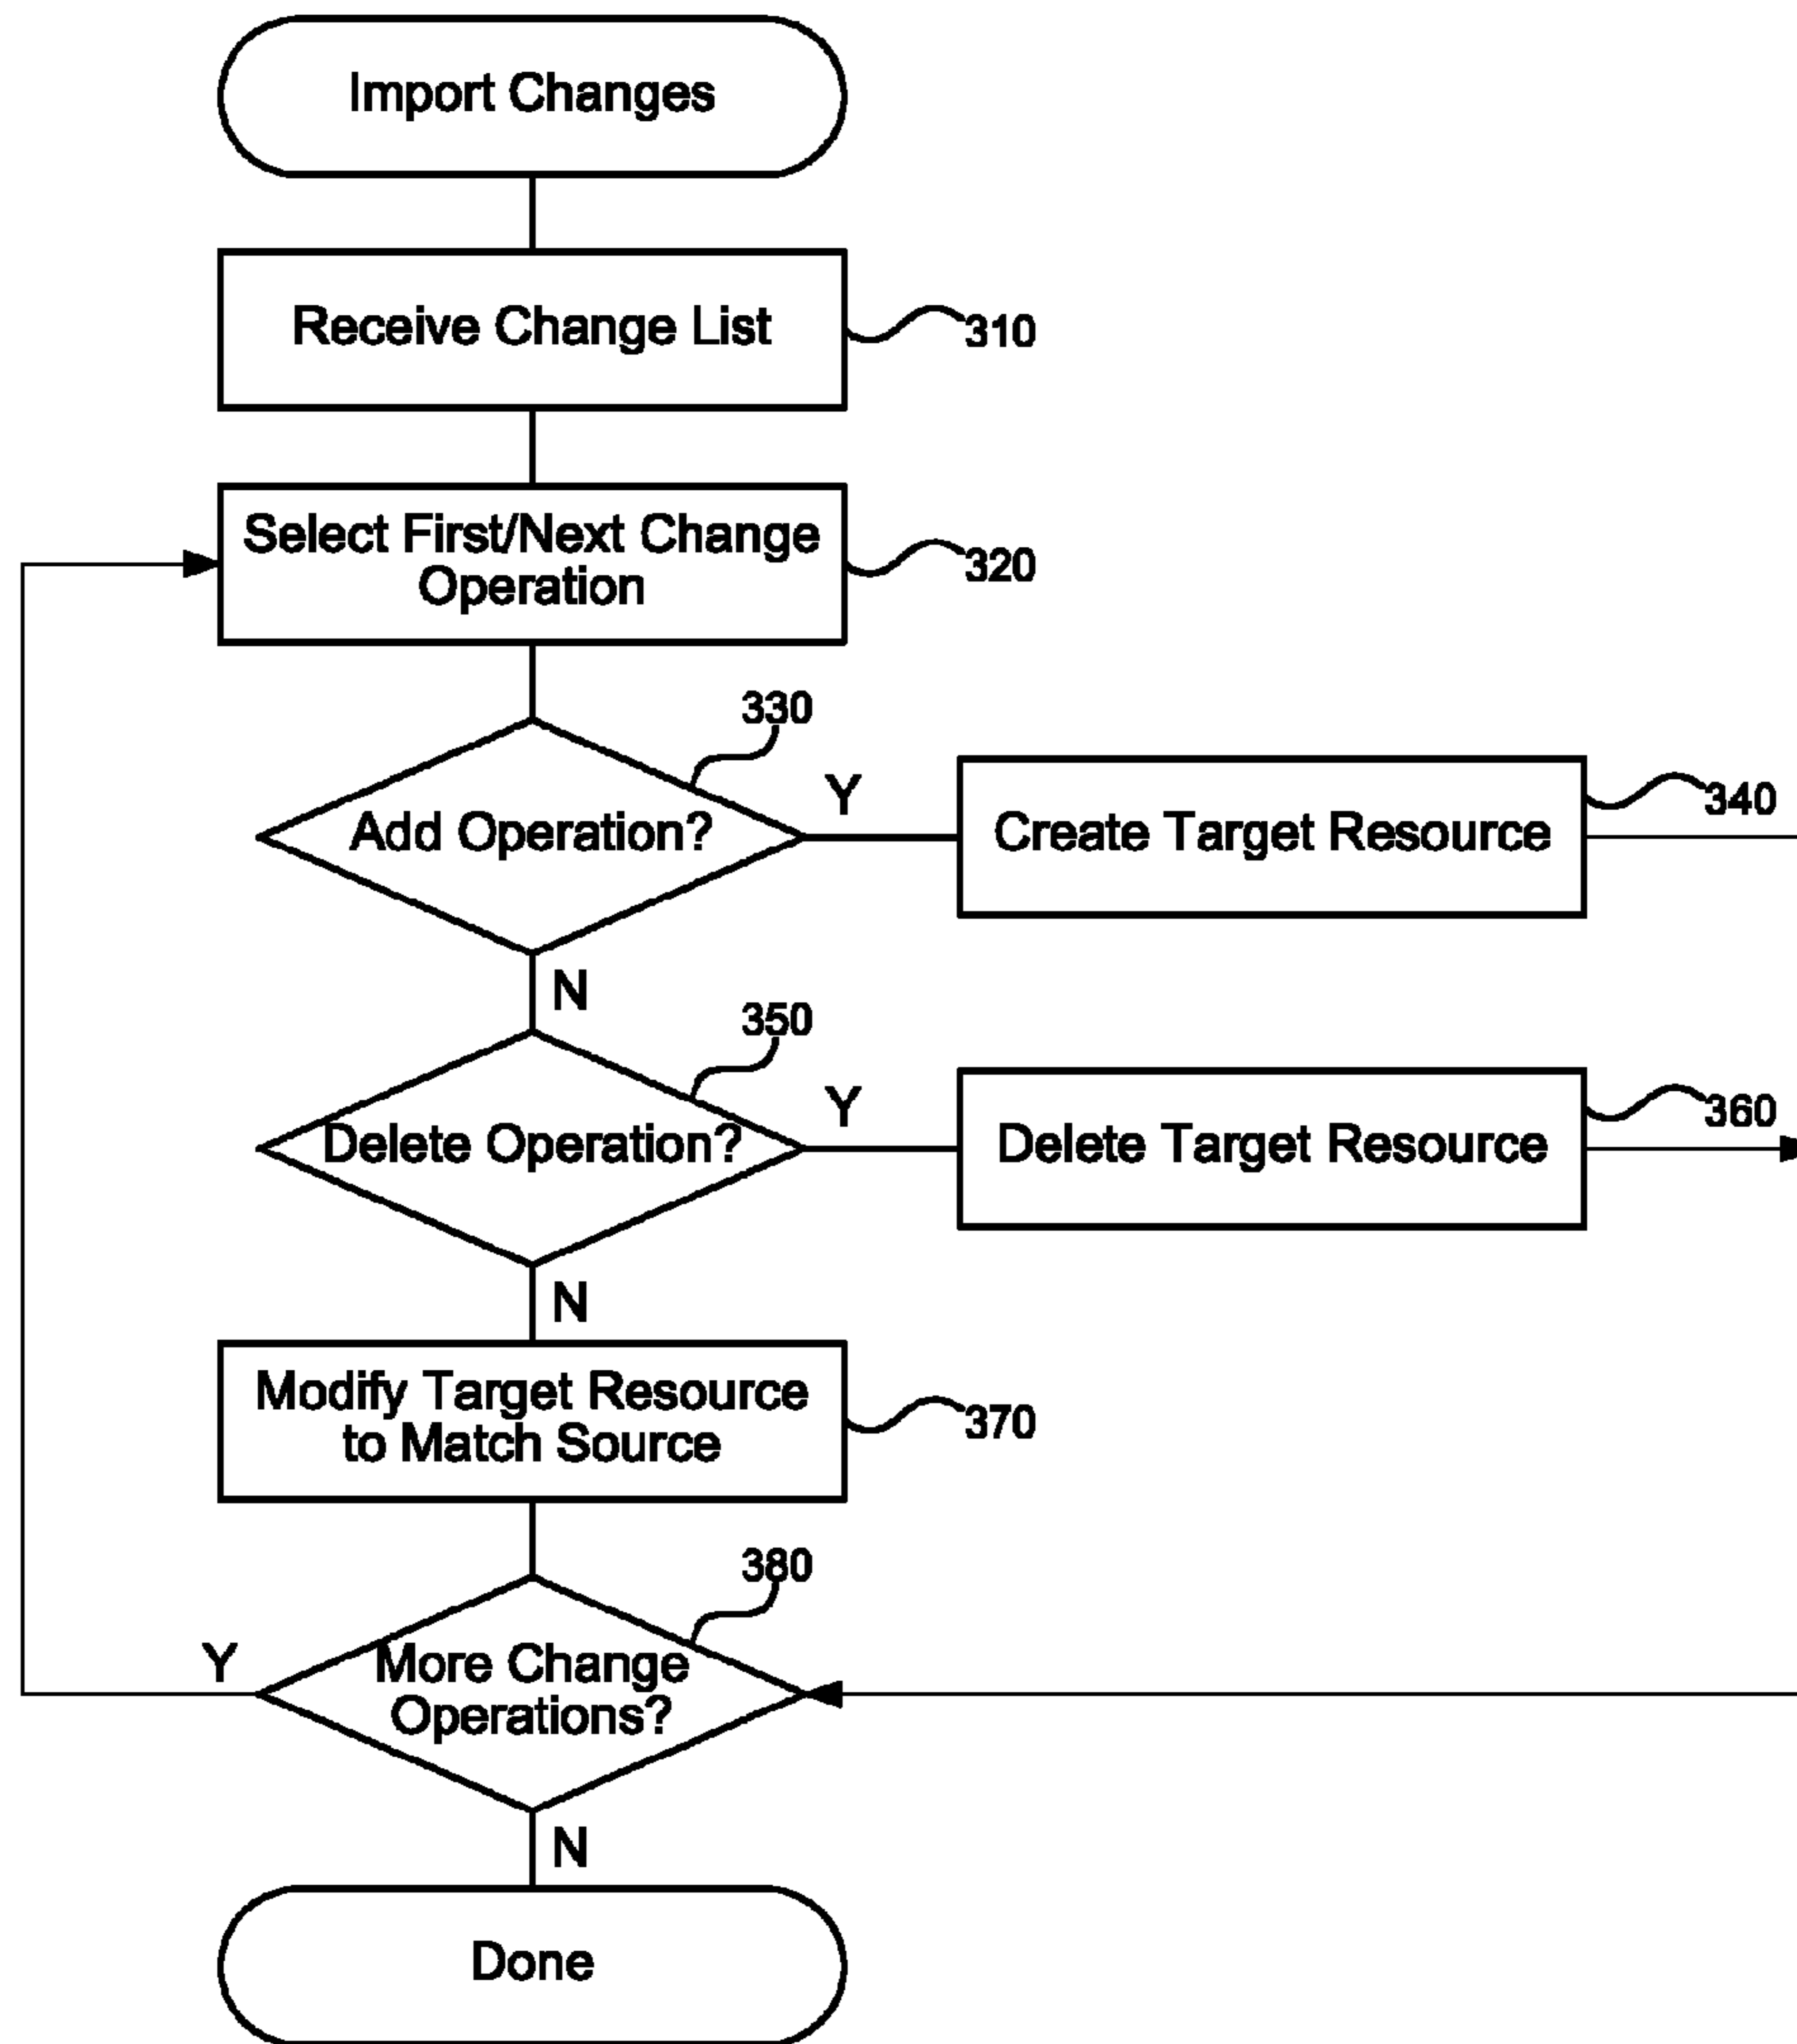 Import Changes
Receive Change List
310
Select First/Next Change
Operation
320
330
Add Operation?
Y
Create Target Resource
340
N
350
Delete Operation?
Y
Delete Target Resource
360
N
Modify Target Resource
to Match Source
370
380
More Change
Operations?
Y
N
Done